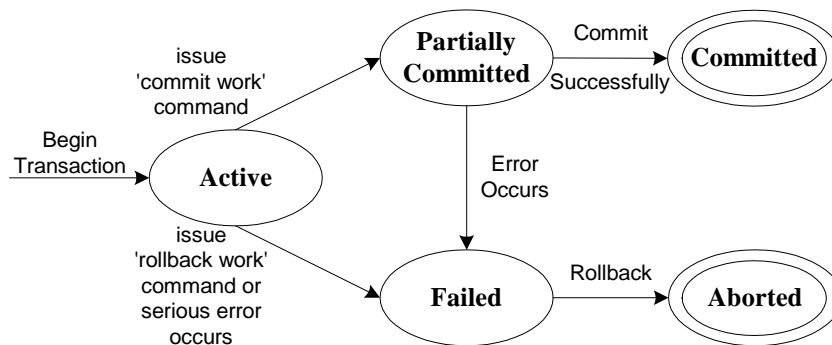 issue
'commit work'
command
Partially
Committed
Commit
Successfully
Committed
Begin
Transaction
Active
Error
Occurs
issue
'rollback work'
command or
serious error
occurs
Failed
Rollback
Aborted